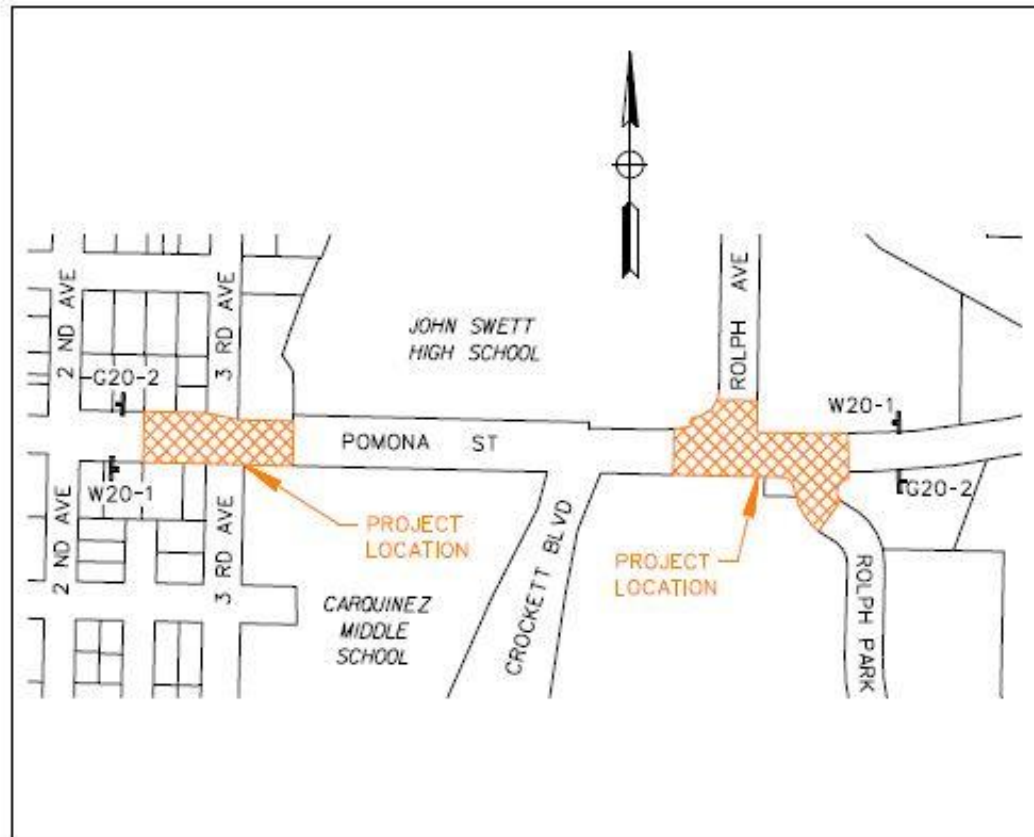 JOHN SWETT
HIGH SCHOOL
2 ND AVE
3 RD AVE
ROLPH AVE
G20-2
W20-1
POMONA ST
W20-1
G20-2
PROJECT
LOCATION
PROJECT
LOCATION
2 ND AVE
3 RD AVE
CARQUINEZ
MIDDLE
SCHOOL
CROCKETT BLVD
ROLPH PARK